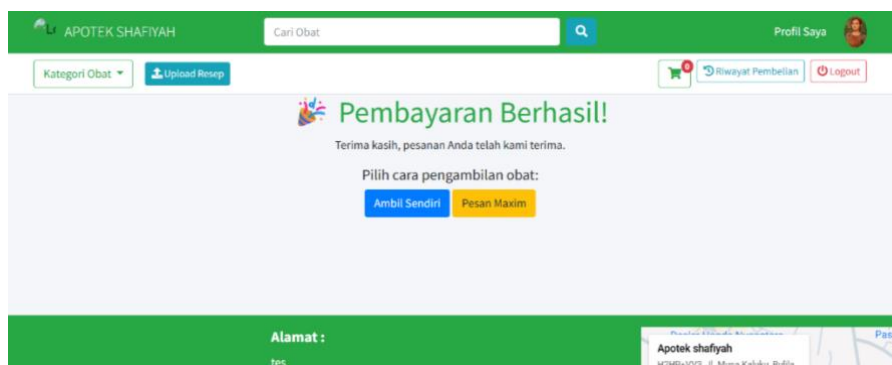 APOTEK SHAFIYAH
Cari Obat
Profil Saya
Kategori Obat
Upload Resep
0
Riwayat Pembelian
Logout
Pembayaran Berhasil!
Terima kasih, pesanan Anda telah kami terima.
Pilih cara pengambilan obat:
Ambil Sendiri
Pesan Maxim
Alamat :
tes
Apotek shafiyah